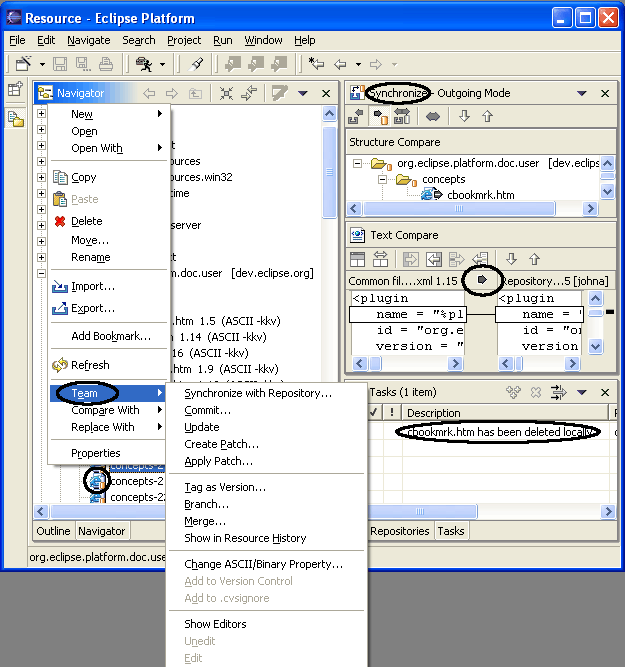 Resource - Eclipse Platform
File Edit Navigate Search Project Run Window Help
Navigator
New
Open
Open With
Copy
Paste
Delete
Move...
Rename
Import...
Export...
Add Bookmark...
Refresh
Team
Compare With
Replace With
Properties
sources
sources.win32
time
server
m.doc.user [dev.eclipse.org]
.htm 1.5 (ASCII -kkv)
n 1.14 (ASCII -kkv)
16 (ASCII -kkv)
.htm 1.9 (ASCII -kkv)
concepts-2
concepts-2
concepts-22
Outline Navigator
org.eclipse.platform.doc.use
Synchronize with Repository...
Commit...
Update
Create Patch...
Apply Patch...
Tag as Version...
Branch...
Merge...
Show in Resource History
Change ASCII/Binary Property...
Add to Version Control
Add to .cvsignore
Show Editors
Unedit
Edit
Synchronize - Outgoing Mode
Structure Compare
org.eclipse.platform.doc.user [dev.eclips
concepts
cbookmrk.htm
Text Compare
Common fil....xml 1.15 Repository...5 [johna]
<plugin <plugin
name = "%pl name = "
id = "org.e id = "or
version = " version
Tasks (1 item)
! Description
cbookmrk.htm has been deleted locally
Repositories Tasks